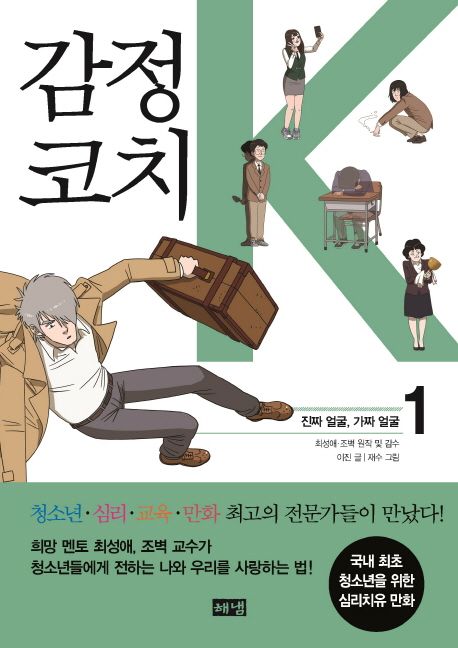 감정
코치
K
진짜 얼굴, 가짜 얼굴 1
최성애·조벽 원작 및 감수
이진 글 | 재수 그림
청소년·심리·교육·만화 최고의 전문가들이 만났다!
희망 멘토 최성애, 조벽 교수가
청소년들에게 전하는 나와 우리를 사랑하는 법!
국내 최초
청소년을 위한
심리치유 만화
해냄